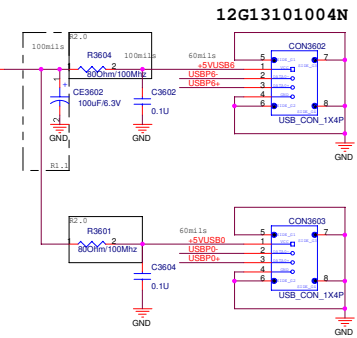 12G13101004N
R2.0
100mils
R3604
100mils
60mils
1
2
80Ohm/100Mhz
+5VUSB6
USBP6-
USBP6+
CON3602
5
7
1
2
3
4
6
8
USB_CON_1X4P
+
CE3602
100uF/6.3V
1
2
C3602
0.1U
GND
GND
GND
R1.1
R2.0
R3601
60mils
1
2
80Ohm/100Mhz
+5VUSB0
USBP0-
USBP0+
CON3603
5
7
1
2
3
4
6
8
USB_CON_1X4P
C3604
0.1U
GND
GND